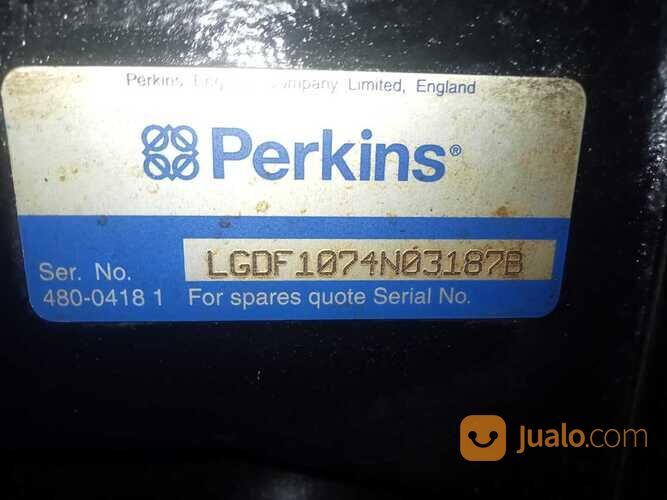 Perkins Company Limited, England
Perkins®
LGDF1074N03187B
Ser. No.
480-0418 1 For spares quote Serial No.
Jualo.com